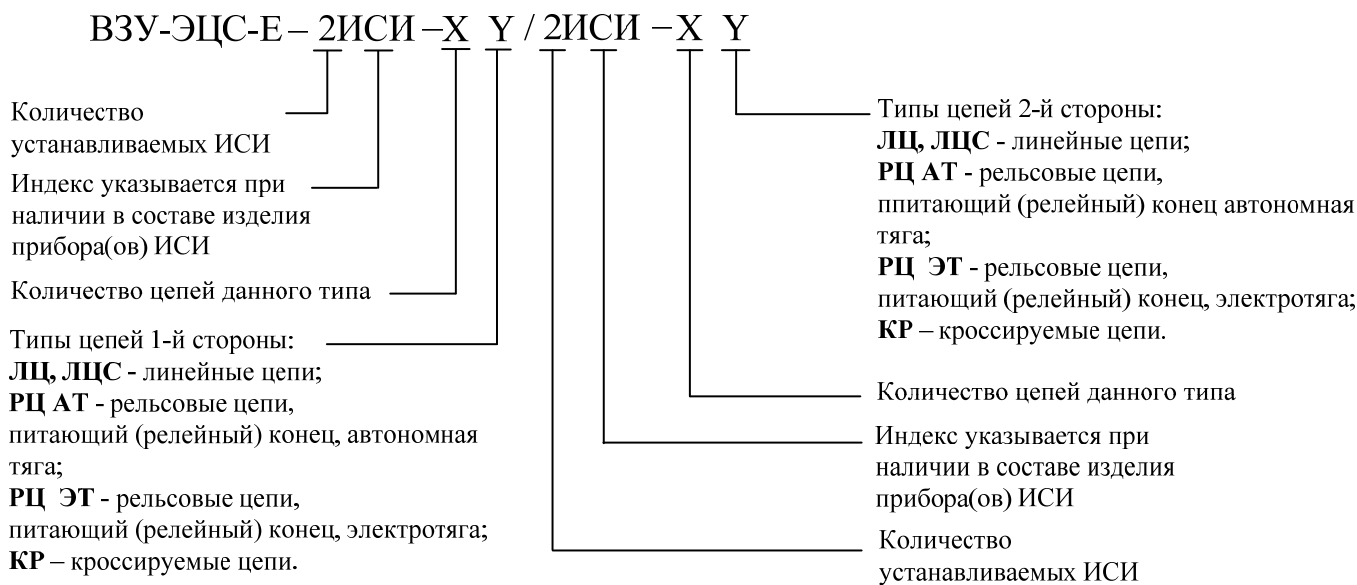 ВЗУ-ЭЦС-Е – 2ИСИ –X Y / 2ИСИ – X Y
Количество
устанавливаемых ИСИ
Индекс указывается при
наличии в составе изделия
прибора(ов) ИСИ
Количество цепей данного типа
Типы цепей 1-й стороны:
ЛЦ, ЛЦС - линейные цепи;
РЦ АТ - рельсовые цепи,
питающий (релейный) конец, автономная
тяга;
РЦ ЭТ - рельсовые цепи,
питающий (релейный) конец, электротяга;
КР – кроссируемые цепи.
Типы цепей 2-й стороны:
ЛЦ, ЛЦС - линейные цепи;
РЦ АТ - рельсовые цепи,
ппитающий (релейный) конец автономная
тяга;
РЦ ЭТ - рельсовые цепи,
питающий (релейный) конец, электротяга;
КР – кроссируемые цепи.
Количество цепей данного типа
Индекс указывается при
наличии в составе изделия
прибора(ов) ИСИ
Количество
устанавливаемых ИСИ